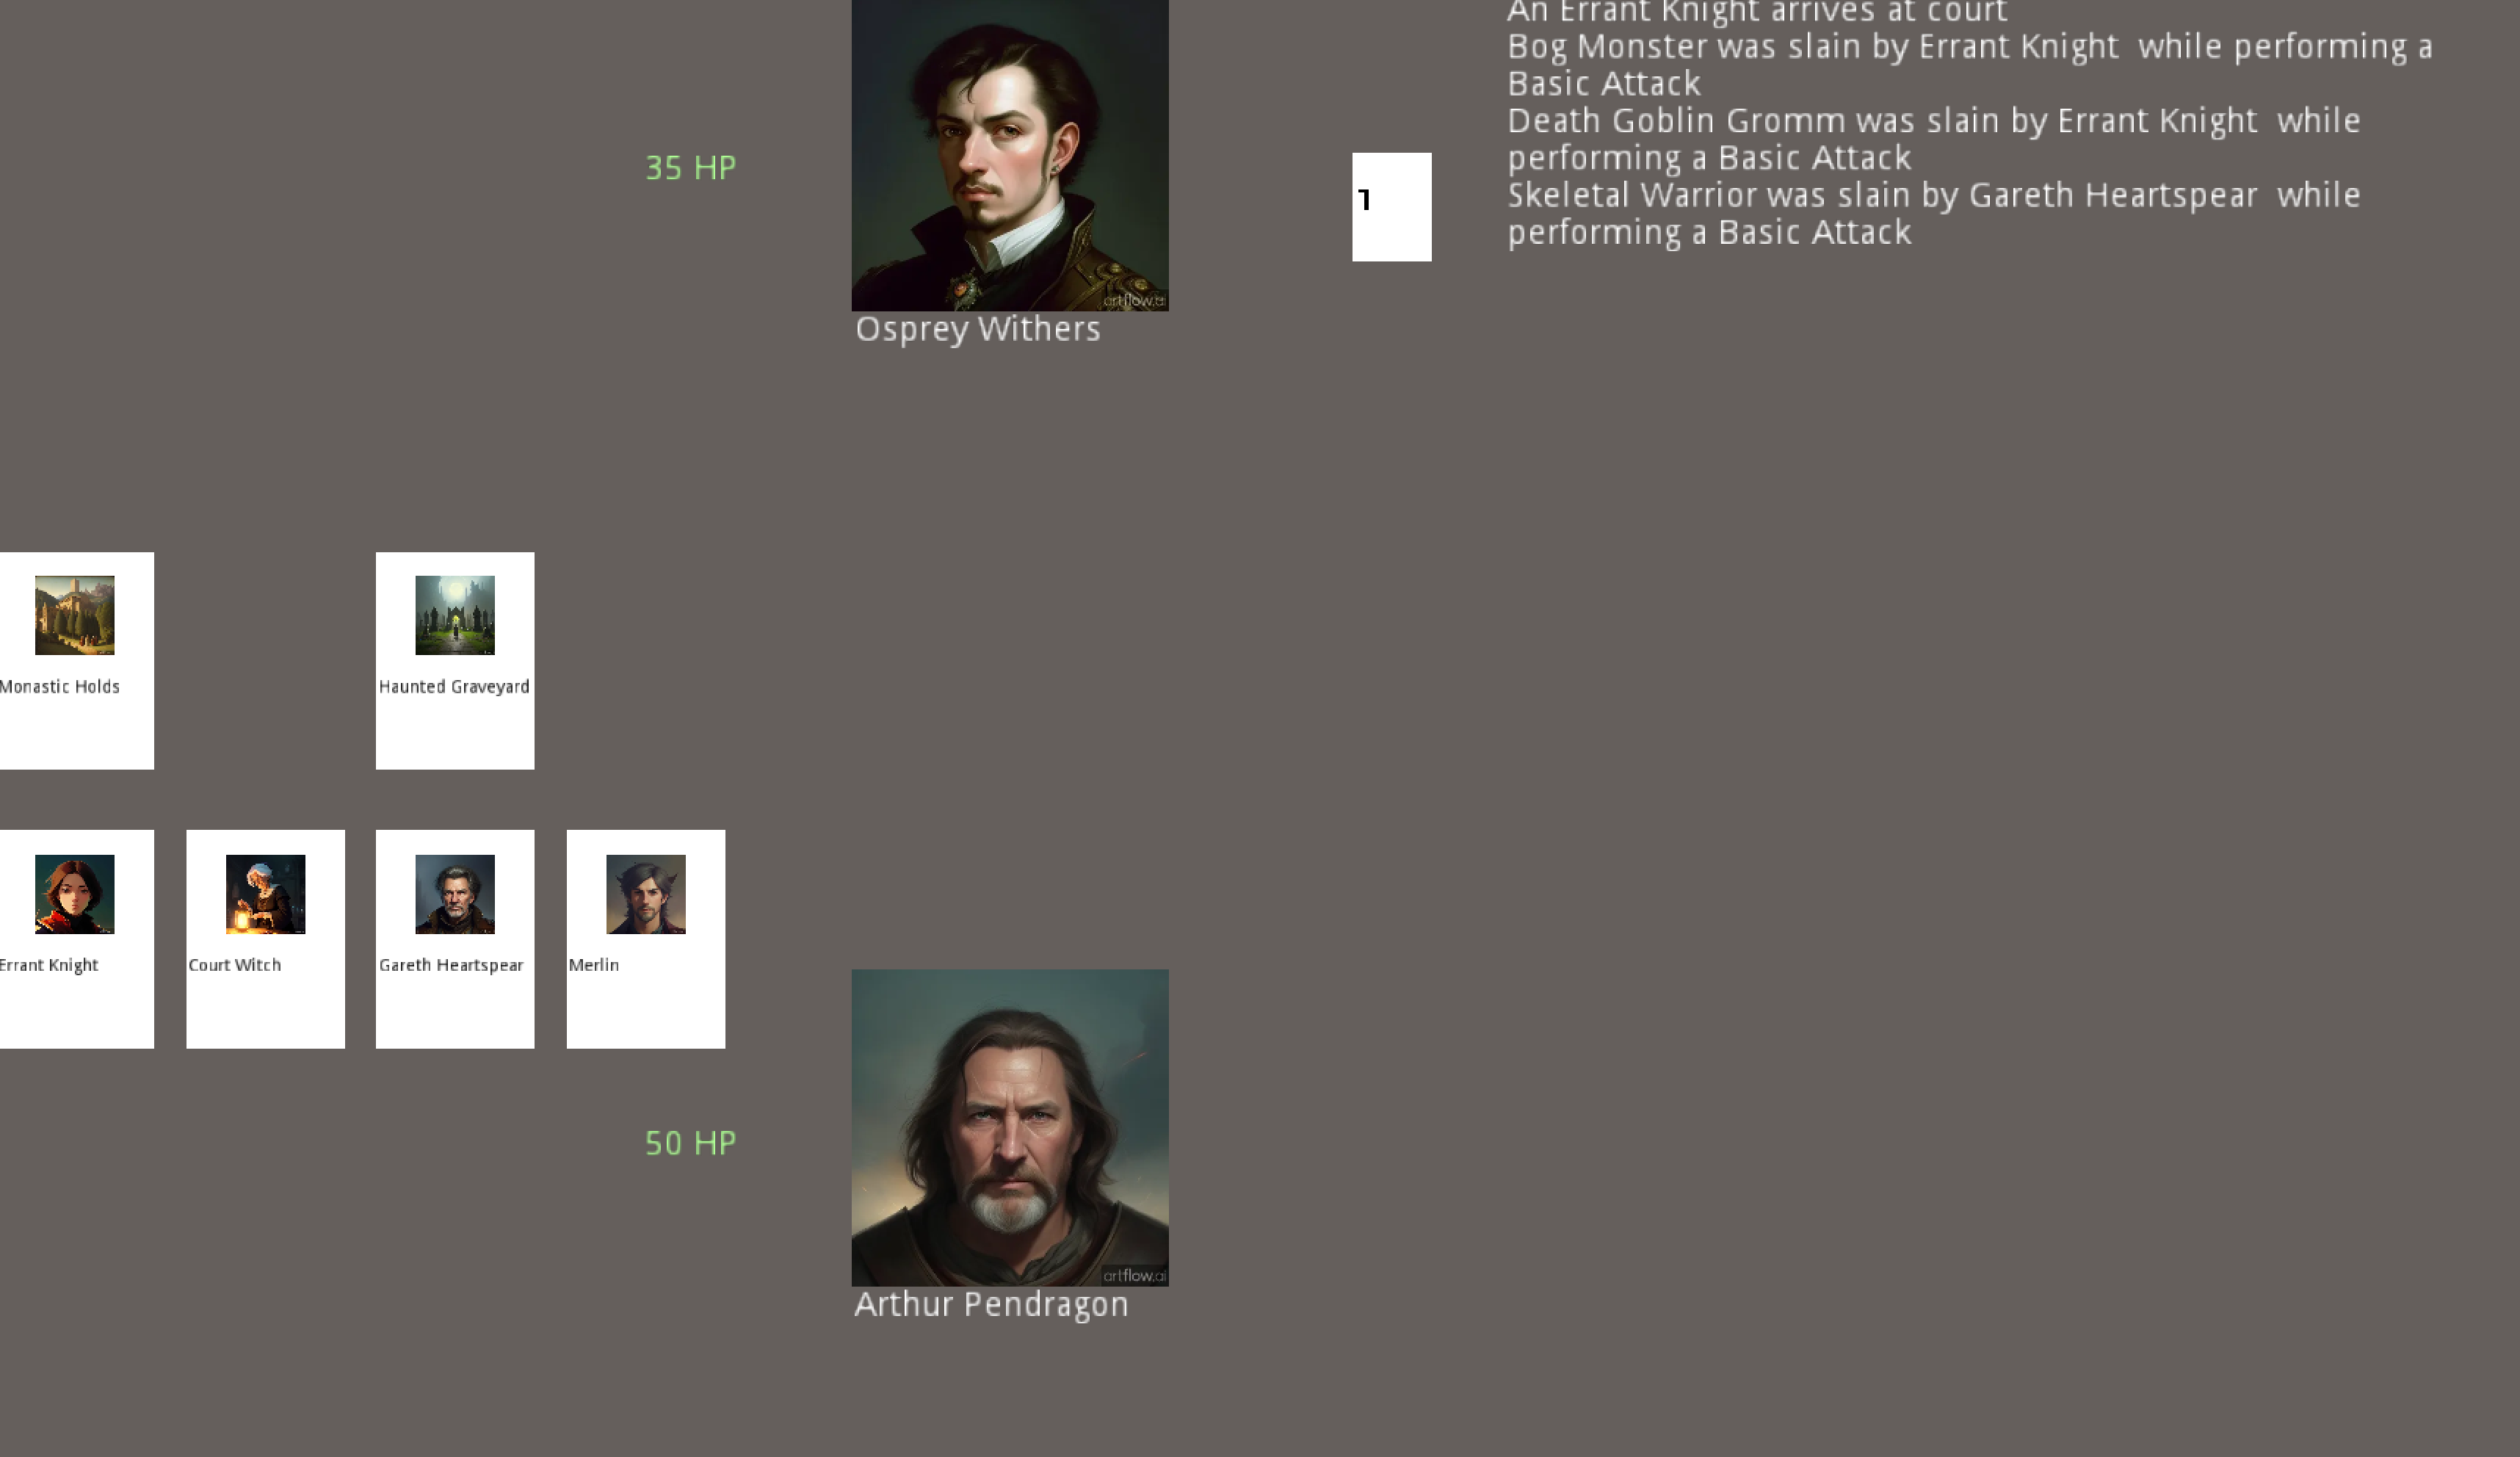 An Errant Knight arrives at court
Bog Monster was slain by Errant Knight  while performing a
Basic Attack
Death Goblin Gromm was slain by Errant Knight  while
performing a Basic Attack
Skeletal Warrior was slain by Gareth Heartspear  while
performing a Basic Attack
35 HP
1
artflow.ai
Osprey Withers
Monastic Holds
Haunted Graveyard
Errant Knight
Court Witch
Gareth Heartspear
Merlin
50 HP
artflow.ai
Arthur Pendragon